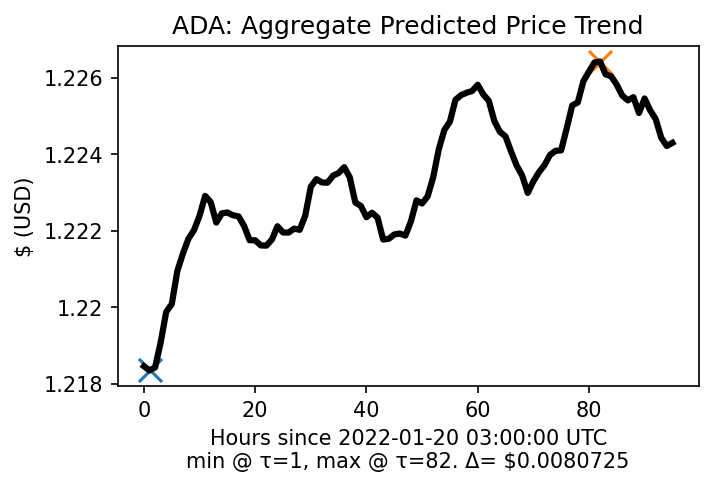 ADA: Aggregate Predicted Price Trend
$ (USD)
1.226
1.224
1.222
1.22
1.218
0 20 40 60 80
Hours since 2022-01-20 03:00:00 UTC
min @ τ=1, max @ τ=82. Δ= $0.0080725